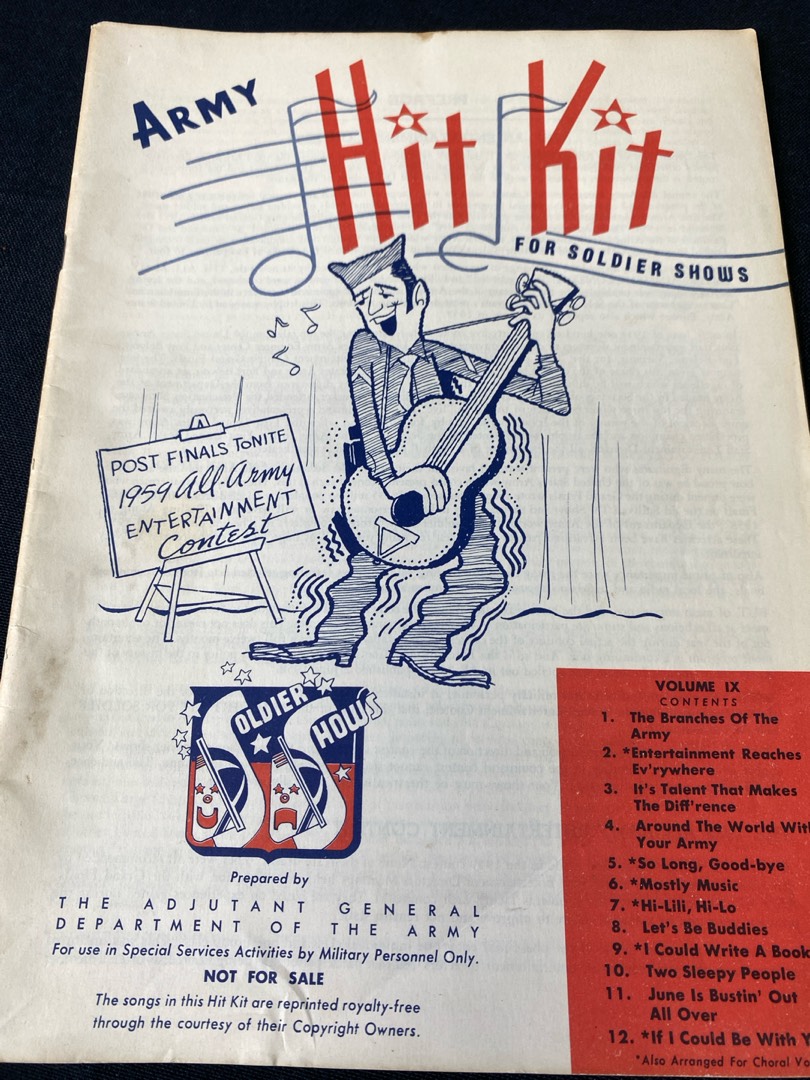 ARMY
Hit Kit
FOR SOLDIER SHOWS
POST FINALS TONITE
1959 All-Army
ENTERTAINMENT
Contest
SOLDIER
SHOWS
Prepared by
THE ADJUTANT GENERAL
DEPARTMENT OF THE ARMY
For use in Special Services Activities by Military Personnel Only.
NOT FOR SALE
The songs in this Hit Kit are reprinted royalty-free
through the courtesy of their Copyright Owners.
VOLUME IX
CONTENTS
1. The Branches Of The
Army
2. *Entertainment Reaches
Ev'rywhere
3. It's Talent That Makes
The Diff'rence
4. Around The World With
Your Army
5. *So Long, Good-bye
6. *Mostly Music
7. *Hi-Lili, Hi-Lo
8. Let's Be Buddies
9. *I Could Write A Book
10. Two Sleepy People
11. June Is Bustin' Out
All Over
12. *If I Could Be With
*Also Arranged For Choral